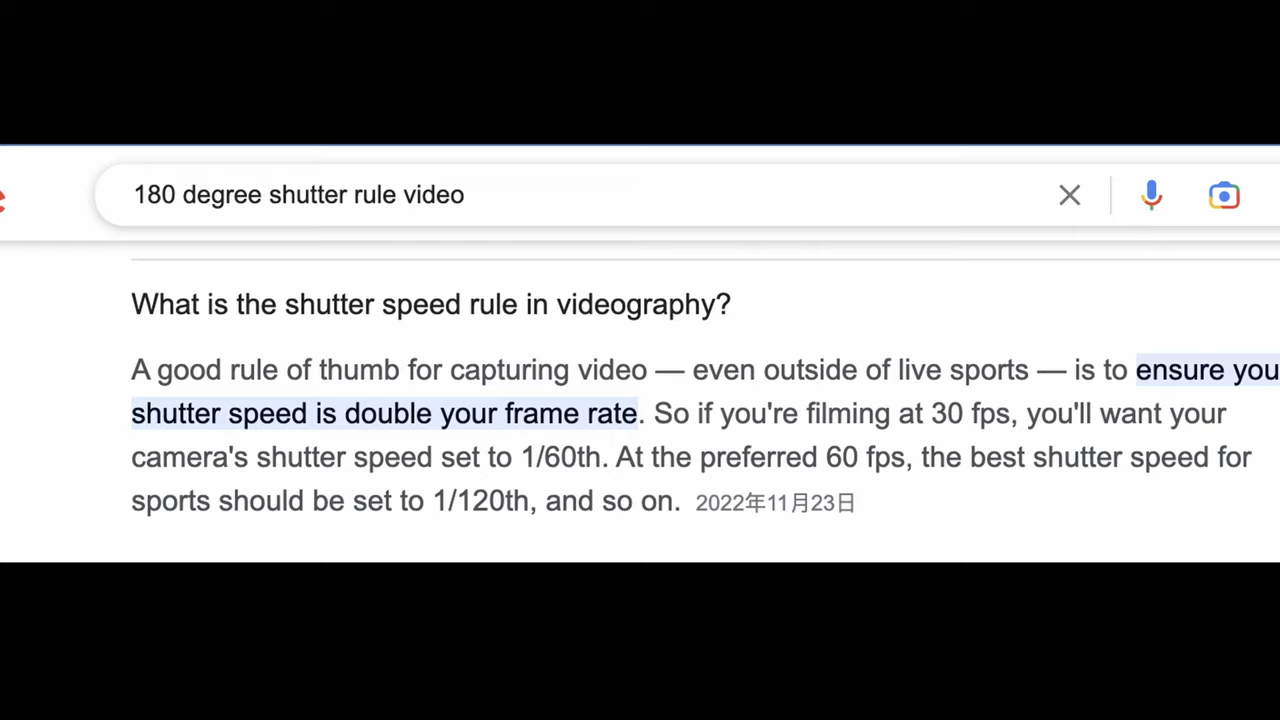 180 degree shutter rule video
What is the shutter speed rule in videography?
A good rule of thumb for capturing video — even outside of live sports — is to ensure you
shutter speed is double your frame rate. So if you're filming at 30 fps, you'll want your
camera's shutter speed set to 1/60th. At the preferred 60 fps, the best shutter speed for
sports should be set to 1/120th, and so on. 2022年11月23日